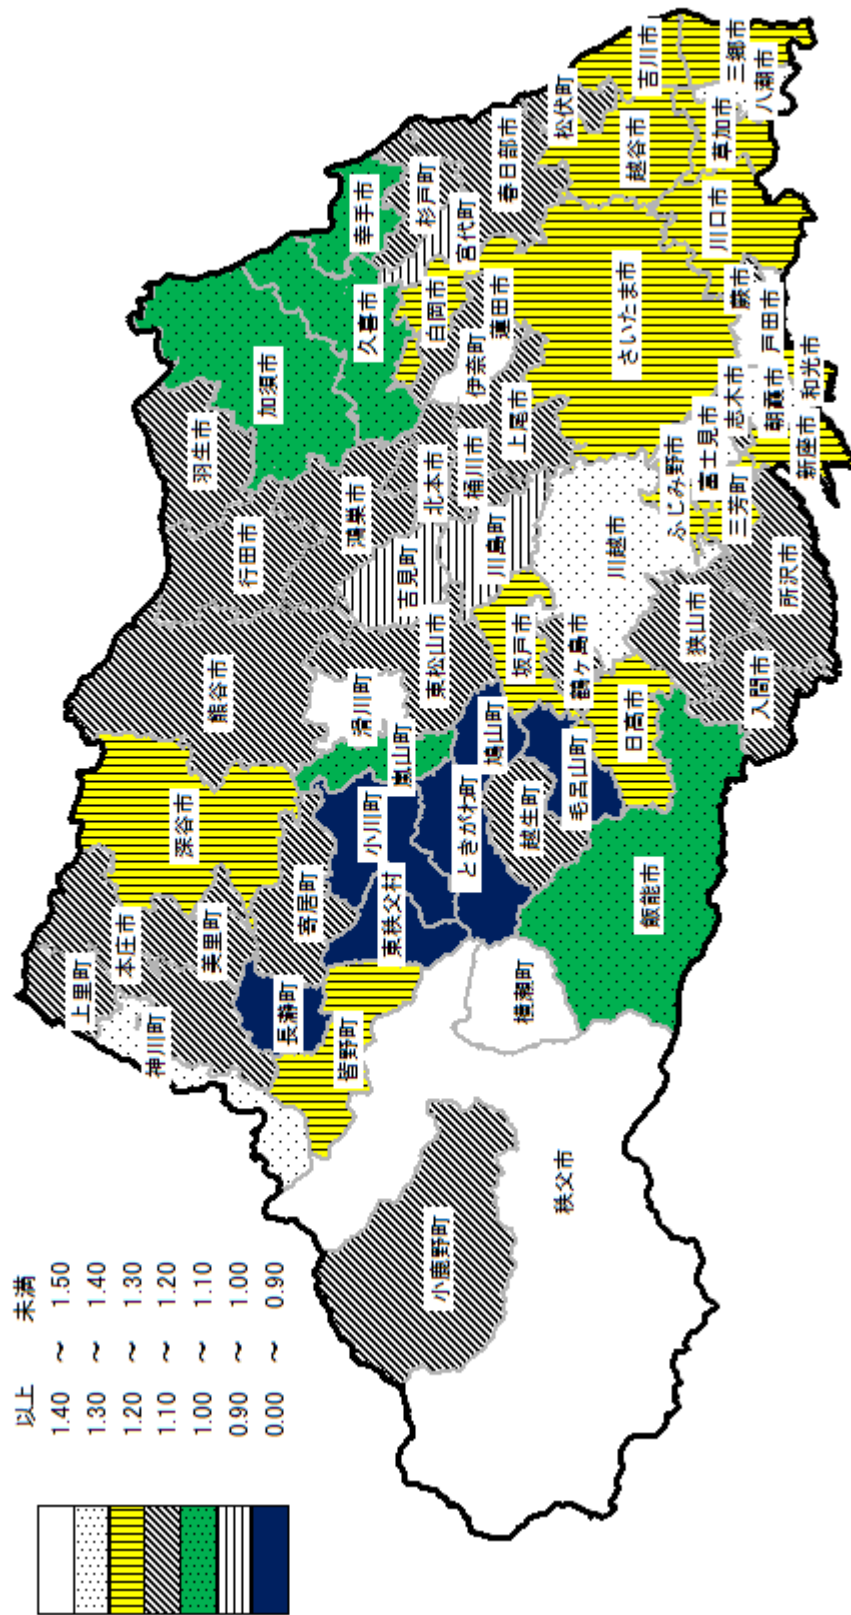 以上 未満
1.40 ～ 1.50
1.30 ～ 1.40
1.20 ～ 1.30
1.10 ～ 1.20
1.00 ～ 1.10
0.90 ～ 1.00
0.00 ～ 0.90
上里町
本庄市
神川町
美里町
深谷市
熊谷市
行田市
羽生市
加須市
長瀞町
皆野町
寄居町
小川町
東秩父村
嵐山町
滑川町
東松山市
吉見町
鴻巣市
北本市
久喜市
幸手市
杉戸町
宮代町
白岡市
蓮田市
伊奈町
桶川市
上尾市
川島町
春日部市
松伏町
吉川市
越谷市
三郷市
八潮市
草加市
川口市
さいたま市
蕨市
戸田市
和光市
朝霞市
志木市
新座市
富士見市
ふじみ野市
三芳町
川越市
坂戸市
鶴ヶ島市
鳩山町
ときがわ町
越生町
毛呂山町
日高市
狭山市
所沢市
入間市
飯能市
横瀬町
小鹿野町
秩父市